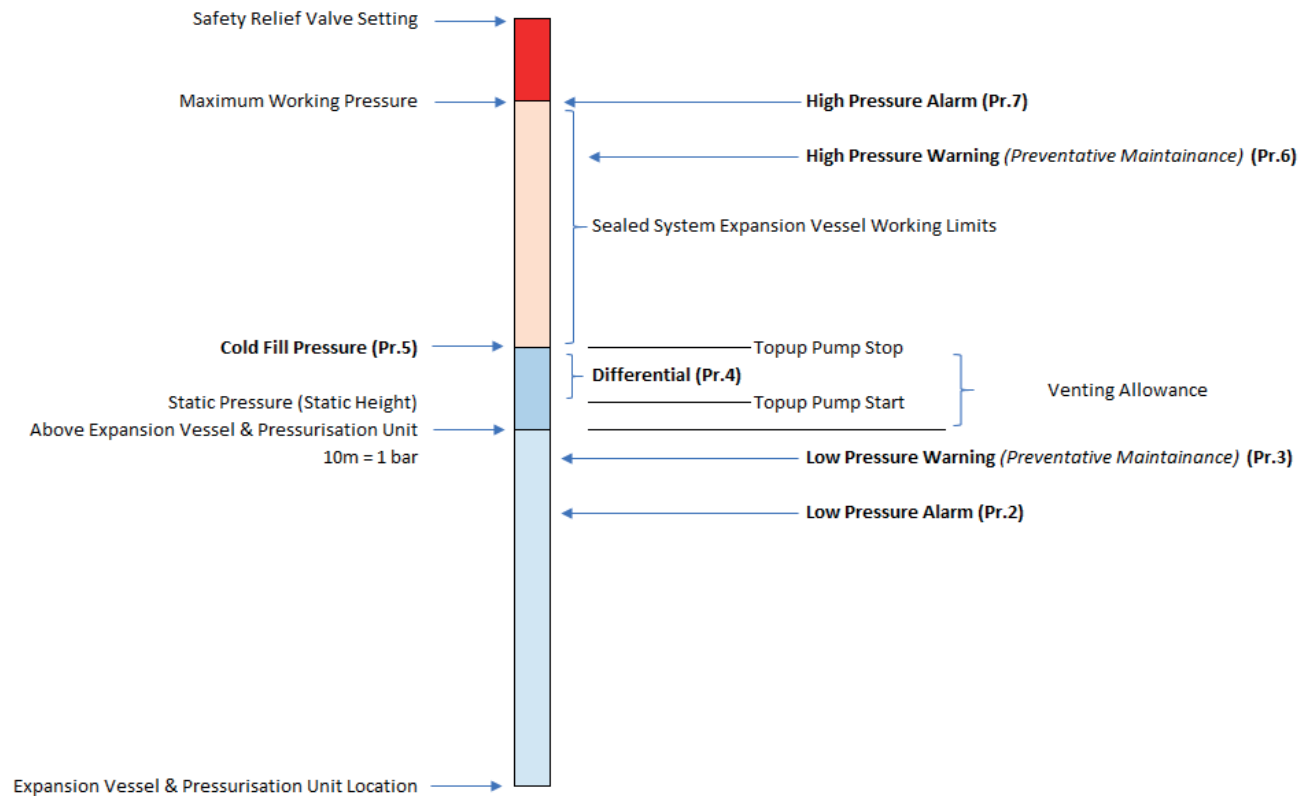 Safety Relief Valve Setting
Maximum Working Pressure
High Pressure Alarm (Pr.7)
High Pressure Warning (Preventative Maintainance) (Pr.6)
Sealed System Expansion Vessel Working Limits
Cold Fill Pressure (Pr.5)
Topup Pump Stop
Differential (Pr.4)
Venting Allowance
Static Pressure (Static Height)
Topup Pump Start
Above Expansion Vessel & Pressurisation Unit
10m = 1 bar
Low Pressure Warning (Preventative Maintainance) (Pr.3)
Low Pressure Alarm (Pr.2)
Expansion Vessel & Pressurisation Unit Location